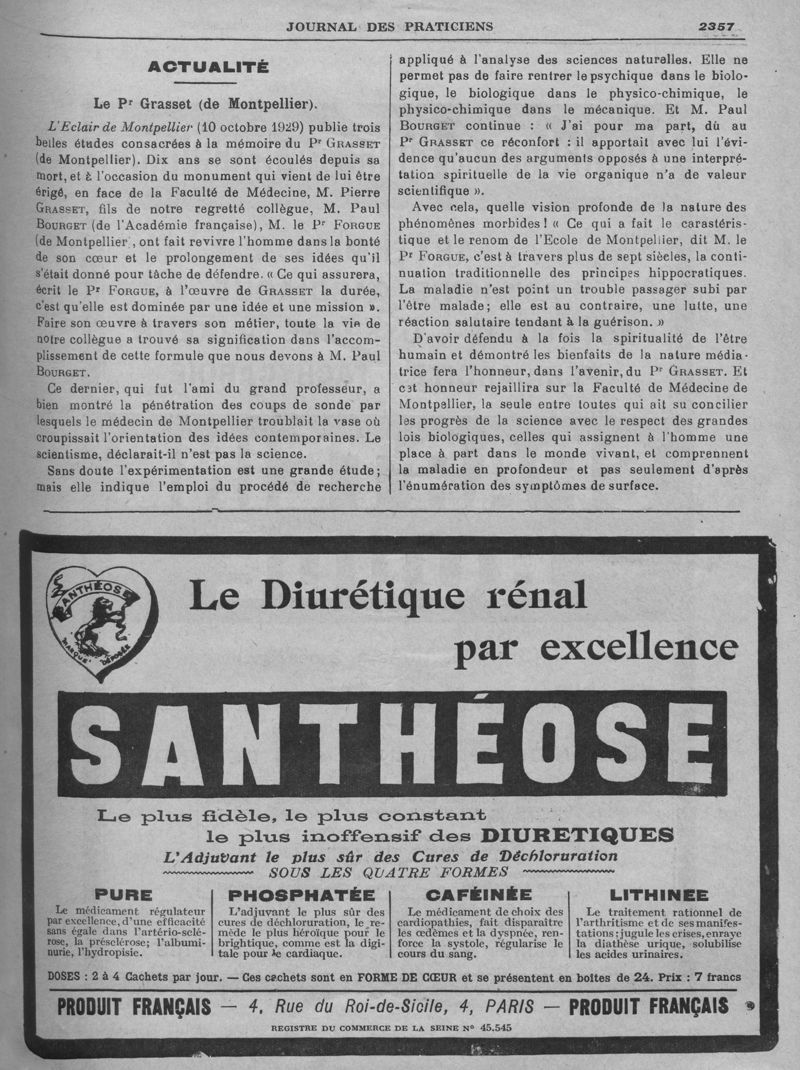 JOURNAL DES PRATICIENS 2357
ACTUALITÉ
Le Pr Grasset (de Montpellier).
L'Eclair de Montpellier (10 octobre 1929) publie trois
belles études consacrées à la mémoire du Pr GRASSET
(de Montpellier). Dix ans se sont écoulés depuis sa
mort, et à l'occasion du monument qui vient de lui être
érigé, en face de la Faculté de Médecine, M. Pierre
GRASSET, fils de notre regretté collègue, M. Paul
BOURGET (de l'Académie française), M. le Pr FORGUE
(de Montpellier), ont fait revivre l'homme dans la bonté
de son cœur et le prolongement de ses idées qu'il
s'était donné pour tâche de défendre. « Ce qui assurera,
écrit le Pr FORGUE, à l'œuvre de GRASSET la durée,
c'est qu'elle est dominée par une idée et une mission ».
Faire son œuvre à travers son métier, toute la vie de
notre collègue a trouvé sa signification dans l'accom-
plissement de cette formule que nous devons à M. Paul
BOURGET.
Ce dernier, qui fut l'ami du grand professeur, a
bien montré la pénétration des coups de sonde par
lesquels le médecin de Montpellier troublait la vase où
croupissait l'orientation des idées contemporaines. Le
scientisme, déclarait-il n'est pas la science.
Sans doute l'expérimentation est une grande étude;
mais elle indique l'emploi du procédé de recherche
appliqué à l'analyse des sciences naturelles. Elle ne
permet pas de faire rentrer le psychique dans le biolo-
gique, le biologique dans le physico-chimique, le
physico-chimique dans le mécanique. Et M. Paul
BOURGET continue : « J'ai pour ma part, dû au
Pr GRASSET ce réconfort : il apportait avec lui l'évi-
dence qu'aucun des arguments opposés à une interpré-
tation spirituelle de la vie organique n'a de valeur
scientifique ».
Avec cela, quelle vision profonde de la nature des
phénomènes morbides ! « Ce qui a fait le caractéris-
tique et le renom de l'Ecole de Montpellier, dit M. le
Pr FORGUE, c'est à travers plus de sept siècles, la conti-
nuation traditionnelle des principes hippocratiques.
La maladie n'est point un trouble passager subi par
l'être malade; elle est au contraire, une lutte, une
réaction salutaire tendant à la guérison. »
D'avoir défendu à la fois la spiritualité de l'être
humain et démontré les bienfaits de la nature média-
trice fera l'honneur, dans l'avenir, du Pr GRASSET. Et
cet honneur rejaillira sur la Faculté de Médecine de
Montpellier, la seule entre toutes qui ait su concilier
les progrès de la science avec le respect des grandes
lois biologiques, celles qui assignent à l'homme une
place à part dans le monde vivant, et comprennent
la maladie en profondeur et pas seulement d'après
l'énumération des symptômes de surface.
SANTHÉOSE
MARQUE DÉPOSÉE
Le Diurétique rénal
par excellence
SANTHÉOSE
Le plus fidèle, le plus constant
le plus inoffensif des DIURETIQUES
L'Adjuvant le plus sûr des Cures de Déchloruration
SOUS LES QUATRE FORMES
PURE
Le médicament régulateur
par excellence, d'une efficacité
sans égale dans l'artério-sclé-
rose, la présclérose; l'albumi-
nurie, l'hydropisie.
PHOSPHATÉE
L'adjuvant le plus sûr des
cures de déchloruration, le re-
mède le plus héroïque pour le
brightique, comme est la digi-
tale pour le cardiaque.
CAFÉINÉE
Le médicament de choix des
cardiopathies, fait disparaître
les œdèmes et la dyspnée, ren-
force la systole, régularise le
cours du sang.
LITHINEE
Le traitement rationnel de
l'arthritisme et de ses manifes-
tations; jugule les crises, enraye
la diathèse urique, solubilise
les acides urinaires.
DOSES : 2 à 4 Cachets par jour. — Ces cachets sont en FORME DE CŒUR et se présentent en boîtes de 24. Prix : 7 francs
PRODUIT FRANÇAIS — 4, Rue du Roi-de-Sicile, 4, PARIS — PRODUIT FRANÇAIS
REGISTRE DU COMMERCE DE LA SEINE No 45.545